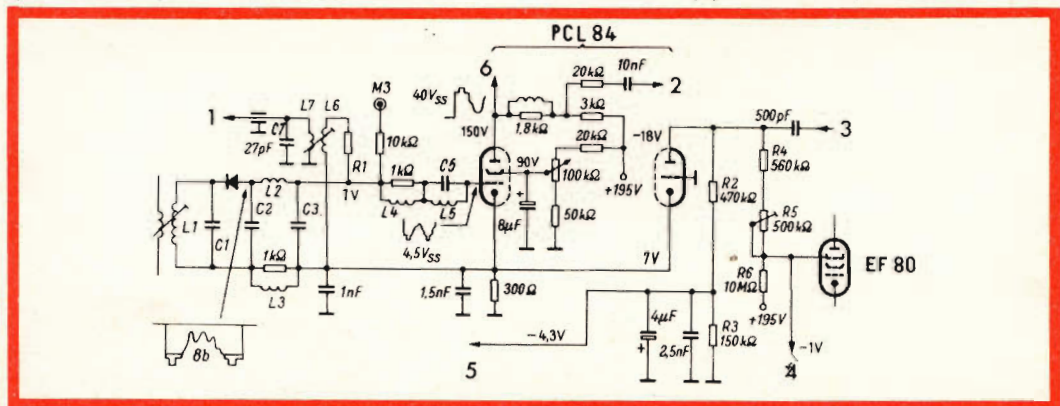 PCL 84
6
M3
20kΩ
10nF
2
L7
L6
40Vss
3kΩ
500pF
1
C7
1,8kΩ
-18V
3
27pF
R1
10kΩ
150V
20kΩ
R4
560kΩ
1kΩ
C5
90V
100kΩ
+195V
R2
470kΩ
L2
1V
L4
L5
8µF
+
50kΩ
R5
500kΩ
L1
C1
C2
C3
4,5Vss
7V
EF 80
1kΩ
R6
10MΩ
L3
1nF
1,5nF
300Ω
+195V
4µF
+
2,5nF
R3
150kΩ
8b
-4,3V
-1V
5
4